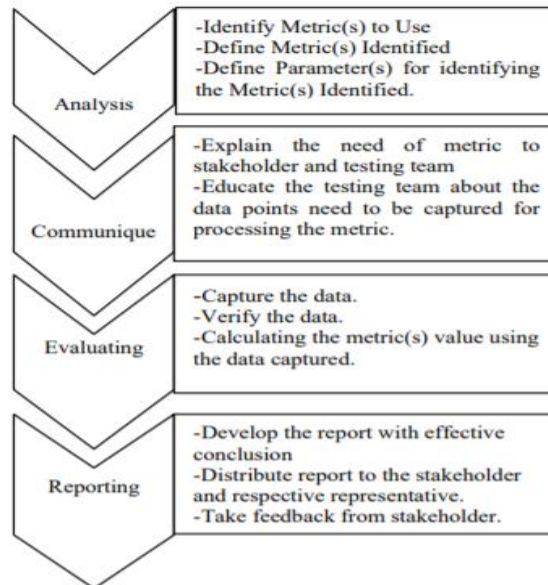 Analysis
-Identify Metric(s) to Use
-Define Metric(s) Identified
-Define Parameter(s) for identifying
the Metric(s) Identified.
Communique
-Explain the need of metric to
stakeholder and testing team
-Educate the testing team about the
data points need to be captured for
processing the metric.
Evaluating
-Capture the data.
-Verify the data.
-Calculating the metric(s) value using
the data captured.
Reporting
-Develop the report with effective
conclusion
-Distribute report to the stakeholder
and respective representative.
-Take feedback from stakeholder.